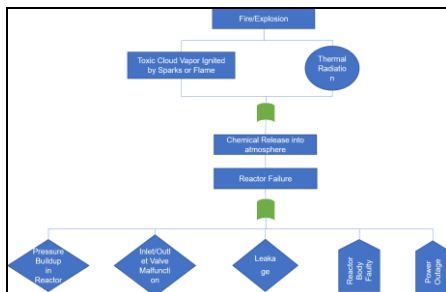 Fire/Explosion
Toxic Cloud Vapor Ignited
by Sparks or Flame
Thermal
Radiatio
n
Chemical Release into
atmosphere
Reactor Failure
Pressure
Buildup
in
Reactor
Inlet/Outl
et Valve
Malfuncti
on
Leaka
ge
Reactor
Body
Faulty
Power
Outage